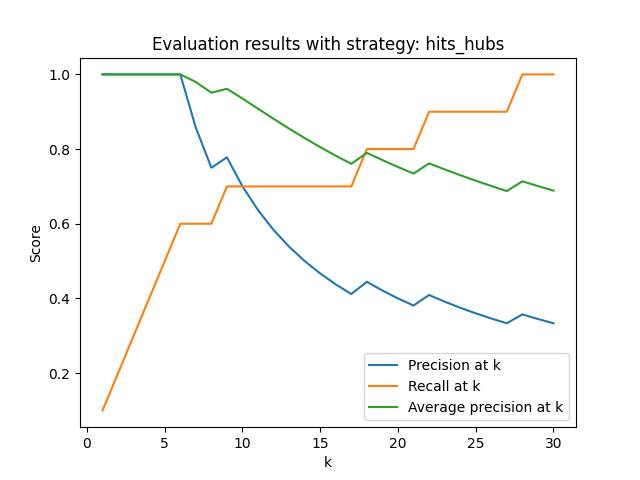 Evaluation results with strategy: hits_hubs
1.0
0.8
0.6
0.4
0.2
Score
0
5
10
15
20
25
30
k
Precision at k
Recall at k
Average precision at k